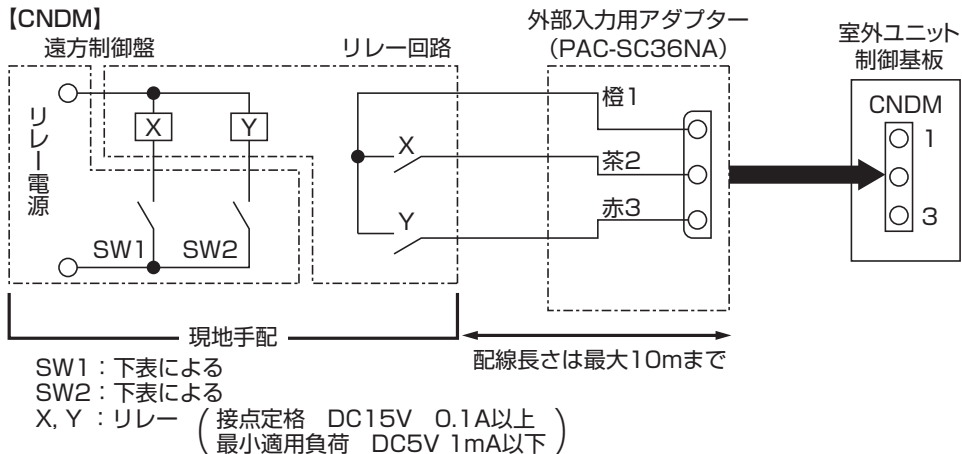 【CNDM】
遠方制御盤
リレー回路
外部入力用アダプター
（PAC-SC36NA）
室外ユニット
制御基板
リレー電源
X
Y
SW1
SW2
X
Y
橙1
茶2
赤3
CNDM
1
3
現地手配
配線長さは最大10mまで
SW1：下表による
SW2：下表による
X, Y ：リレー （接点定格 DC15V 0.1A以上
最小適用負荷 DC5V 1mA以下）